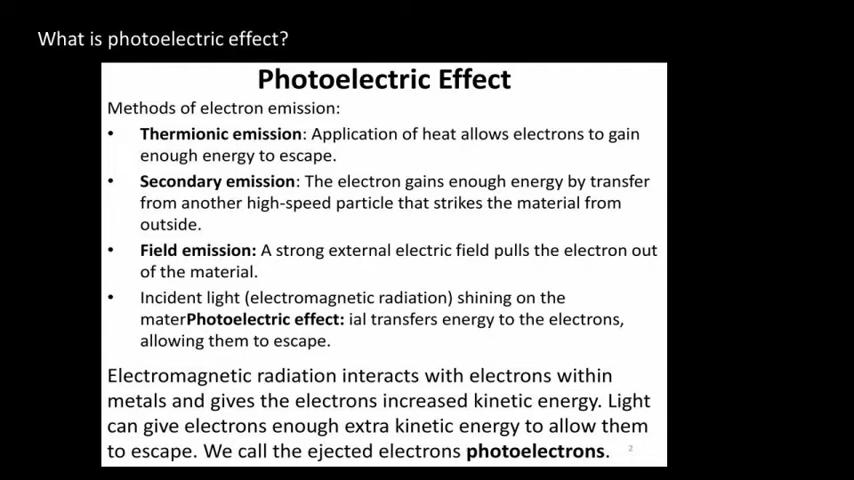 What is photoelectric effect?
Photoelectric Effect
Methods of electron emission:
• Thermionic emission: Application of heat allows electrons to gain
enough energy to escape.
• Secondary emission: The electron gains enough energy by transfer
from another high-speed particle that strikes the material from
outside.
• Field emission: A strong external electric field pulls the electron out
of the material.
• Incident light (electromagnetic radiation) shining on the
materPhotoelectric effect: ial transfers energy to the electrons,
allowing them to escape.
Electromagnetic radiation interacts with electrons within
metals and gives the electrons increased kinetic energy. Light
can give electrons enough extra kinetic energy to allow them
to escape. We call the ejected electrons photoelectrons. 2